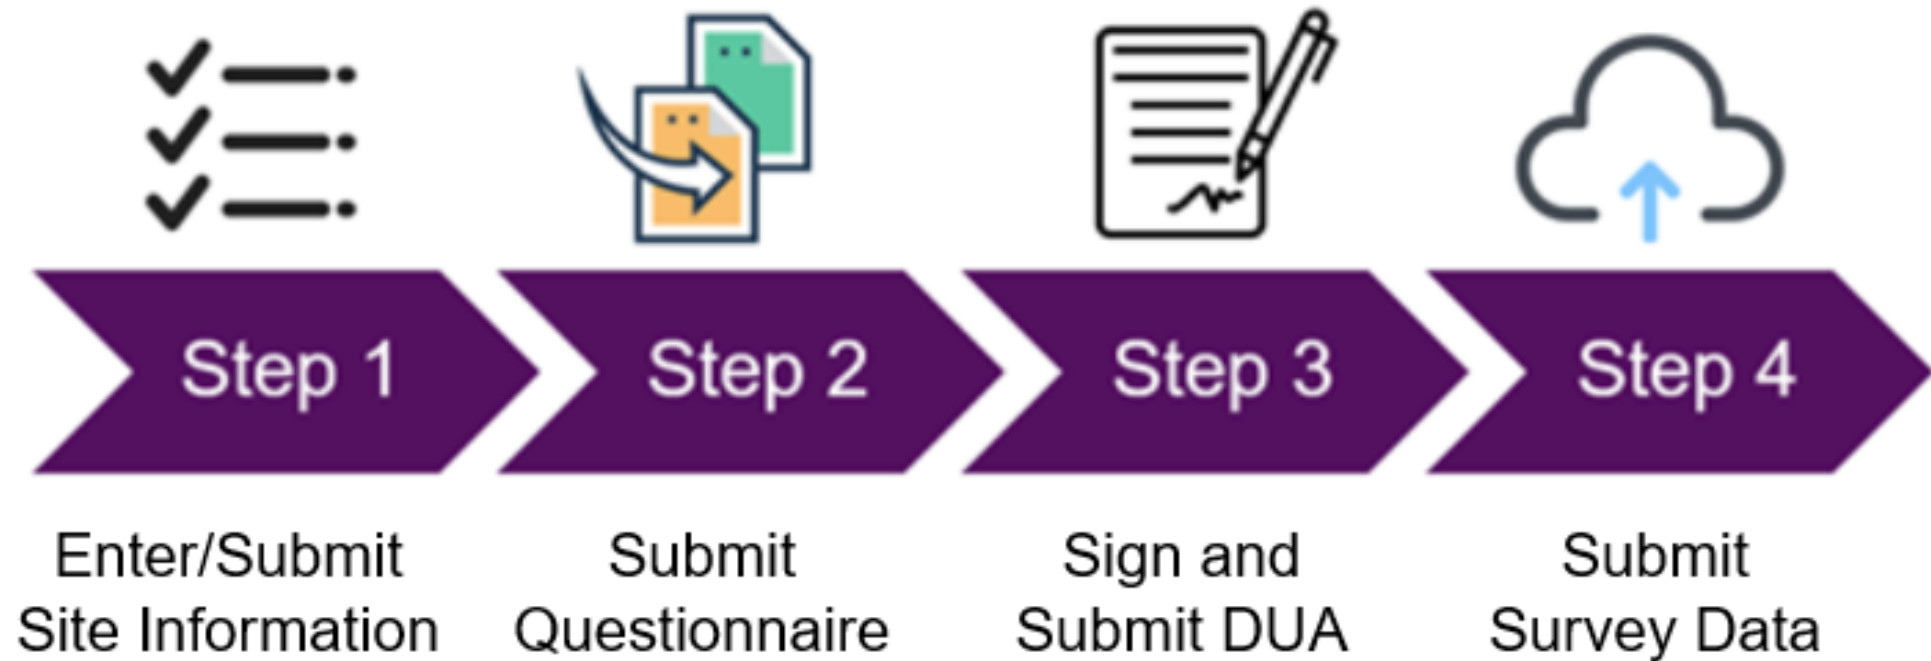 Step 1
Step 2
Step 3
Step 4
Enter/Submit
Site Information
Submit
Questionnaire
Sign and
Submit DUA
Submit
Survey Data